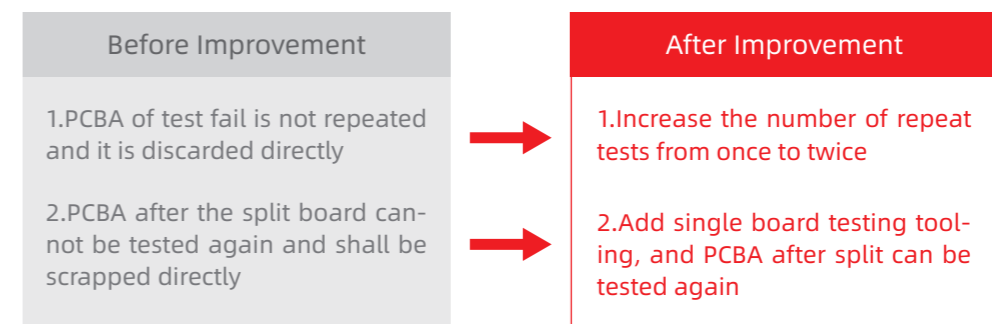 Before Improvement
1.PCBA of test fail is not repeated
and it is discarded directly
2.PCBA after the split board can-
not be tested again and shall be
scrapped directly
After Improvement
1.Increase the number of repeat
tests from once to twice
2.Add single board testing tool-
ing, and PCBA after split can be
tested again